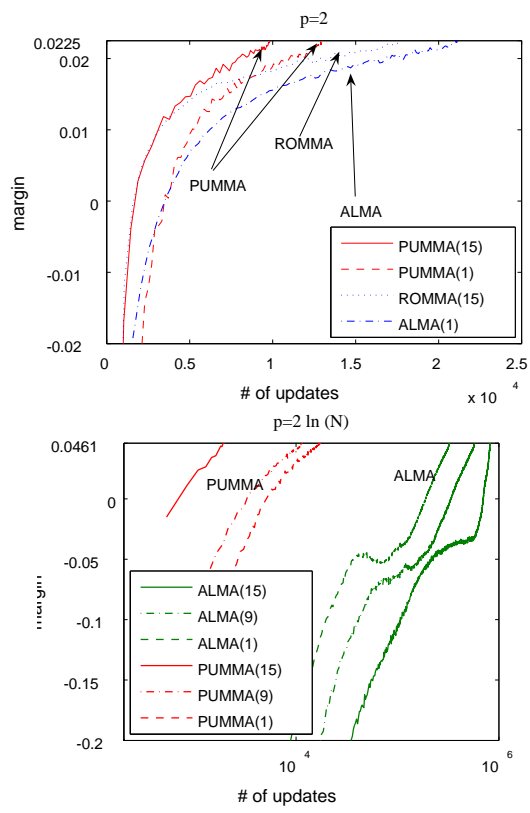 p=2
0.0225
0.02
0.01
0
-0.01
-0.02
margin
PUMMA
ROMMA
ALMA
PUMMA(15)
PUMMA(1)
ROMMA(15)
ALMA(1)
0 0.5 1 1.5 2 2.5
x 10^4
# of updates
p=2 ln (N)
0.0461
0
-0.05
-0.1
-0.15
-0.2
margin
PUMMA
ALMA
ALMA(15)
ALMA(9)
ALMA(1)
PUMMA(15)
PUMMA(9)
PUMMA(1)
10^4 10^6
# of updates